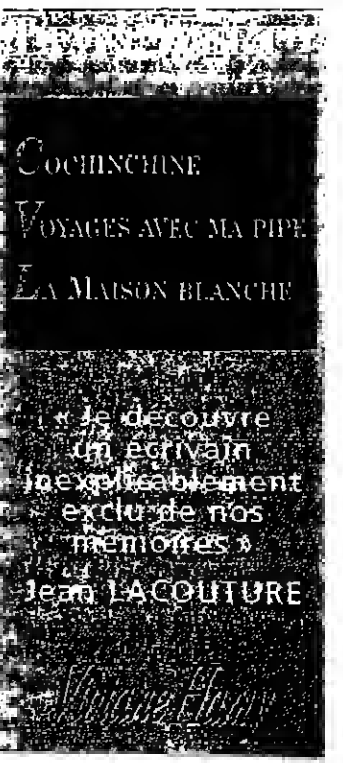 COCHINCHINE
VOYAGES AVEC MA PIPE
LA MAISON BLANCHE
« Je découvre
un écrivain
inexplicablement
exclu de nos
mémoires »
Jean LACOUTURE